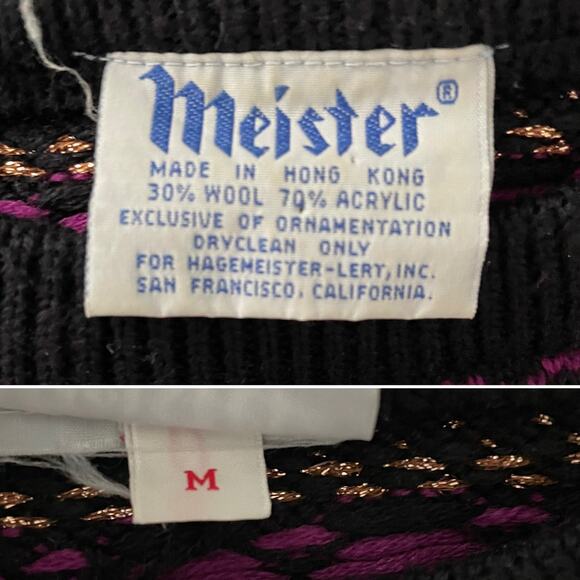 Meister®
MADE IN HONG KONG
30% WOOL 70% ACRYLIC
EXCLUSIVE OF ORNAMENTATION
DRYCLEAN ONLY
FOR HAGEMEISTER-LERT, INC.
SAN FRANCISCO, CALIFORNIA.
M